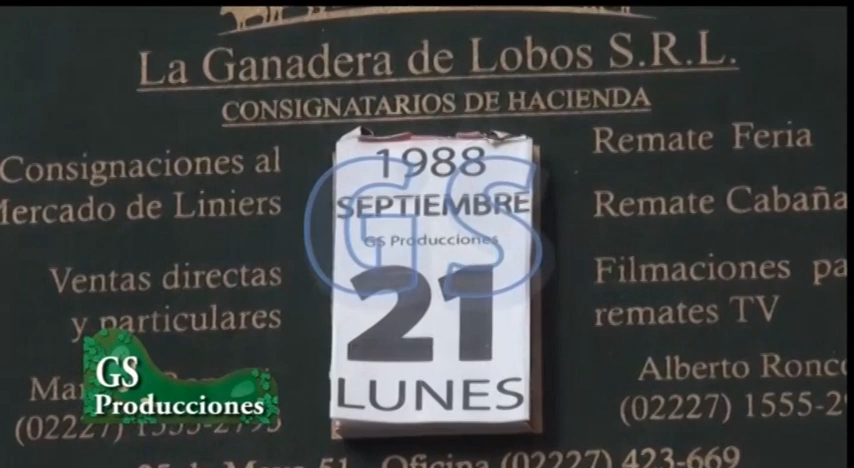 La Ganadera de Lobos S.R.L.
CONSIGNATARIOS DE HACIENDA
Consignaciones al
Mercado de Liniers
Ventas directas
y particulares
(02227)
1988
SEPTIEMBRE
GS Producciones
21
LUNES
GS
Remate Feria
Remate Cabaña
Filmaciones pa
remates TV
Alberto Ronco
(02227) 1555-2
Oficina (02227) 423-669
GS
Producciones